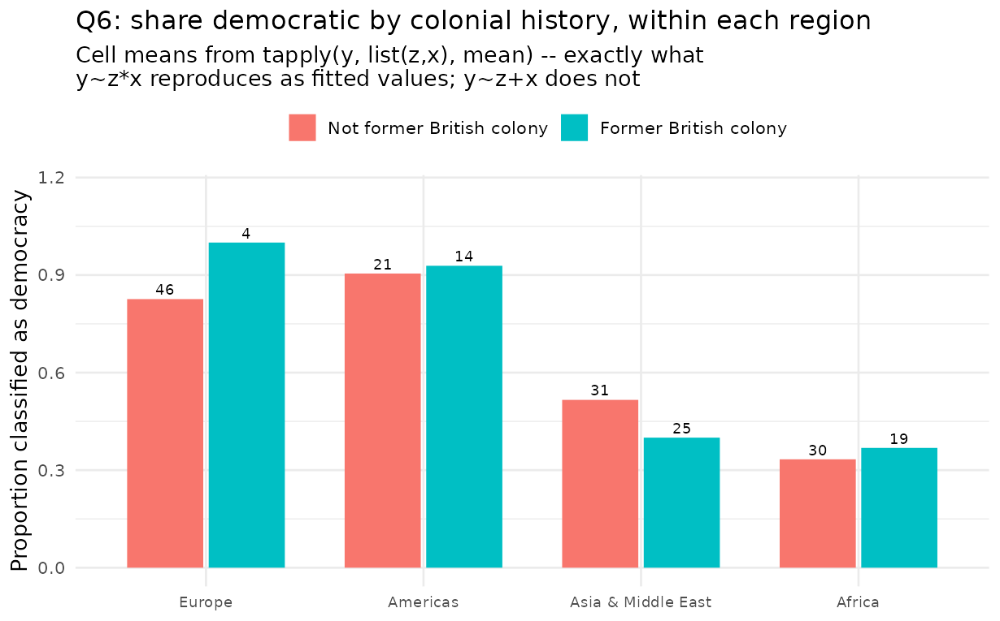 Q6: share democratic by colonial history, within each region
Cell means from tapply(y, list(z,x), mean) -- exactly what
y~z*x reproduces as fitted values; y~z+x does not
Not former British colony
Former British colony
Proportion classified as democracy
1.2
0.9
0.6
0.3
0.0
46
4
21
14
31
25
30
19
Europe
Americas
Asia & Middle East
Africa